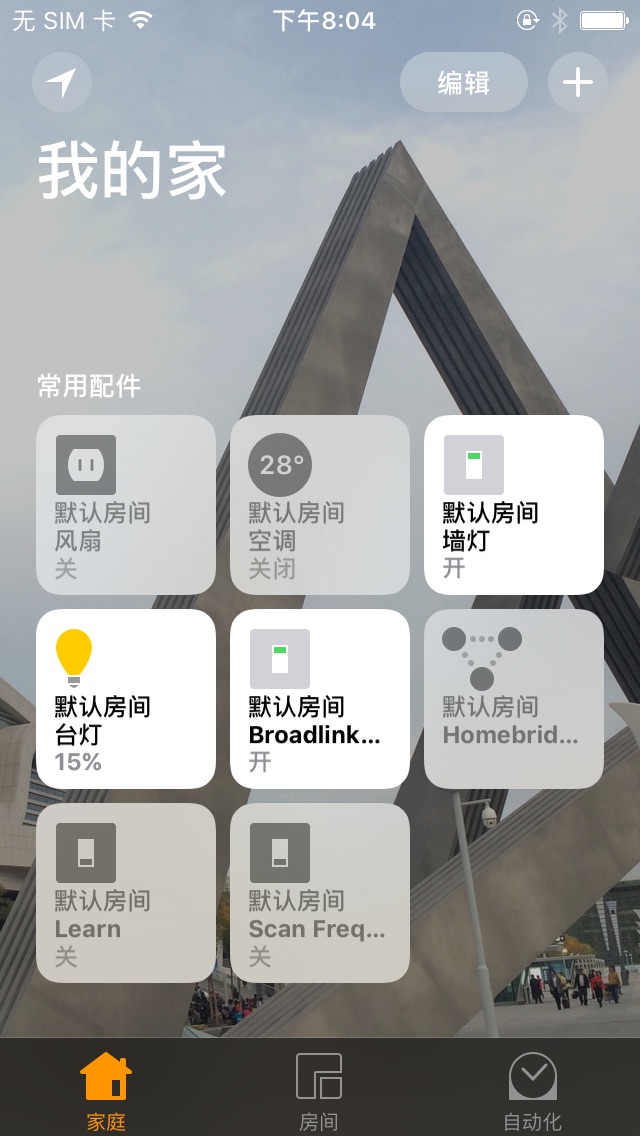 无 SIM 卡
下午8:04
编辑
我的家
常用配件
默认房间
风扇
关
28°
默认房间
空调
关闭
默认房间
墙灯
开
默认房间
台灯
15%
默认房间
Broadlink...
开
默认房间
Homebrid...
默认房间
Learn
关
默认房间
Scan Freq...
关
家庭
房间
自动化